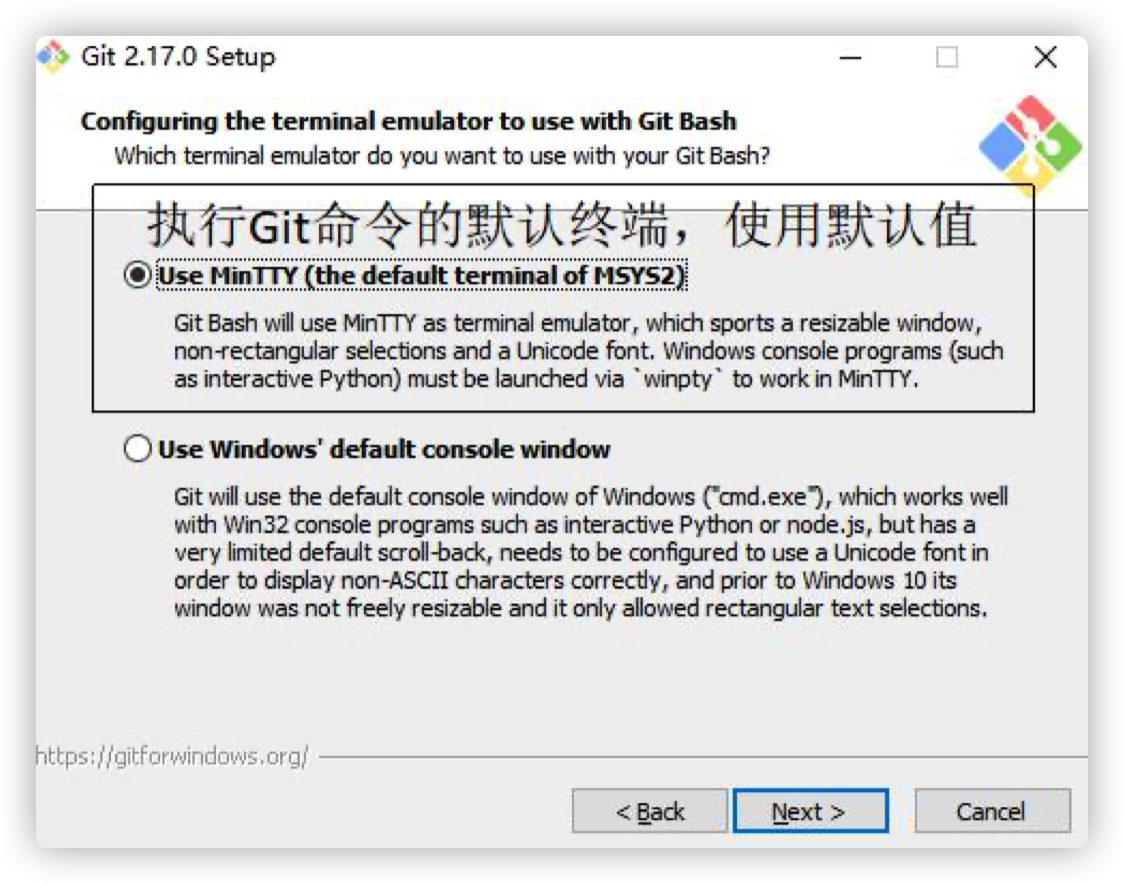 Git 2.17.0 Setup
Configuring the terminal emulator to use with Git Bash
Which terminal emulator do you want to use with your Git Bash?
执行Git命令的默认终端，使用默认值
Use MinTTY (the default terminal of MSYS2)
Git Bash will use MinTTY as terminal emulator, which sports a resizable window,
non-rectangular selections and a Unicode font. Windows console programs (such
as interactive Python) must be launched via `winpty` to work in MinTTY.
Use Windows' default console window
Git will use the default console window of Windows ("cmd.exe"), which works well
with Win32 console programs such as interactive Python or node.js, but has a
very limited default scroll-back, needs to be configured to use a Unicode font in
order to display non-ASCII characters correctly, and prior to Windows 10 its
window was not freely resizable and it only allowed rectangular text selections.
https://gitforwindows.org/
< Back
Next >
Cancel